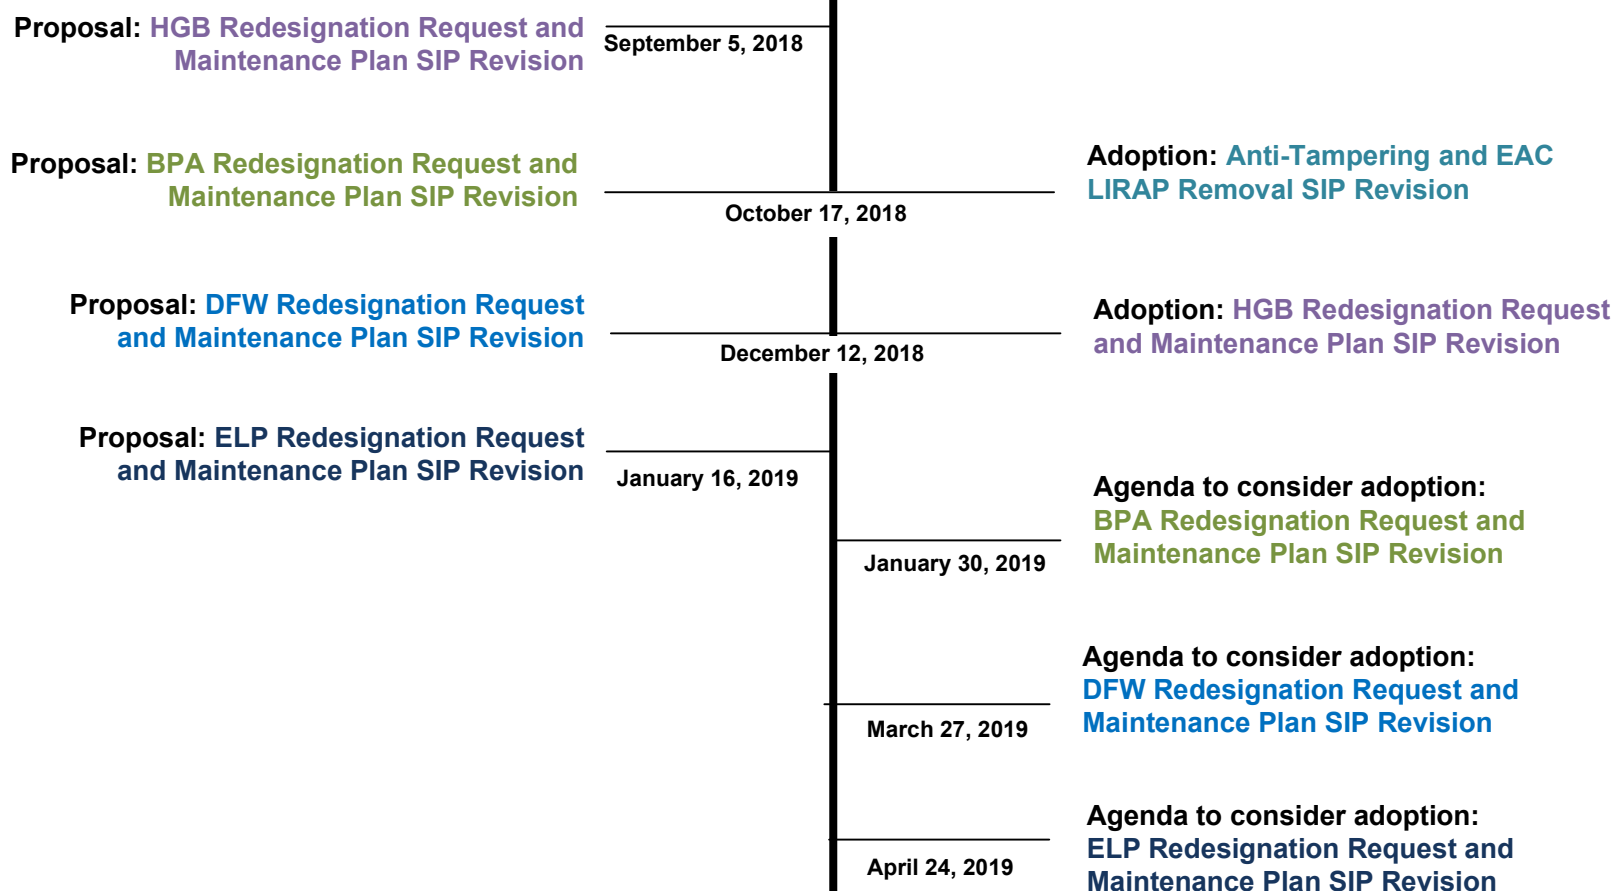 Proposal: HGB Redesignation Request and
Maintenance Plan SIP Revision
September 5, 2018
Proposal: BPA Redesignation Request and
Maintenance Plan SIP Revision
Adoption: Anti-Tampering and EAC
LIRAP Removal SIP Revision
October 17, 2018
Proposal: DFW Redesignation Request
and Maintenance Plan SIP Revision
Adoption: HGB Redesignation Request
and Maintenance Plan SIP Revision
December 12, 2018
Proposal: ELP Redesignation Request
and Maintenance Plan SIP Revision
January 16, 2019
Agenda to consider adoption:
BPA Redesignation Request and
Maintenance Plan SIP Revision
January 30, 2019
Agenda to consider adoption:
DFW Redesignation Request and
Maintenance Plan SIP Revision
March 27, 2019
Agenda to consider adoption:
ELP Redesignation Request and
Maintenance Plan SIP Revision
April 24, 2019